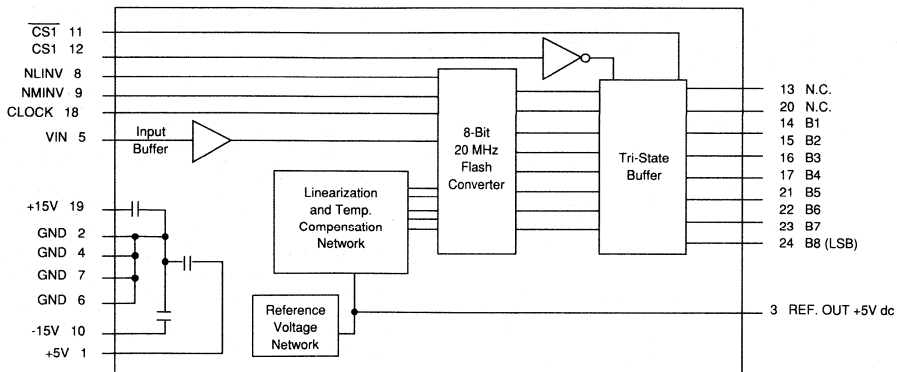 CS1 11
CS1 12
NLINV 8
NMINV 9
CLOCK 18
VIN 5
Input
Buffer
+15V 19
GND 2
GND 4
GND 7
GND 6
-15V 10
+5V 1
Linearization
and Temp.
Compensation
Network
Reference
Voltage
Network
8-Bit
20 MHz
Flash
Converter
Tri-State
Buffer
13 N.C.
20 N.C.
14 B1
15 B2
16 B3
17 B4
21 B5
22 B6
23 B7
24 B8 (LSB)
3 REF. OUT +5V dc